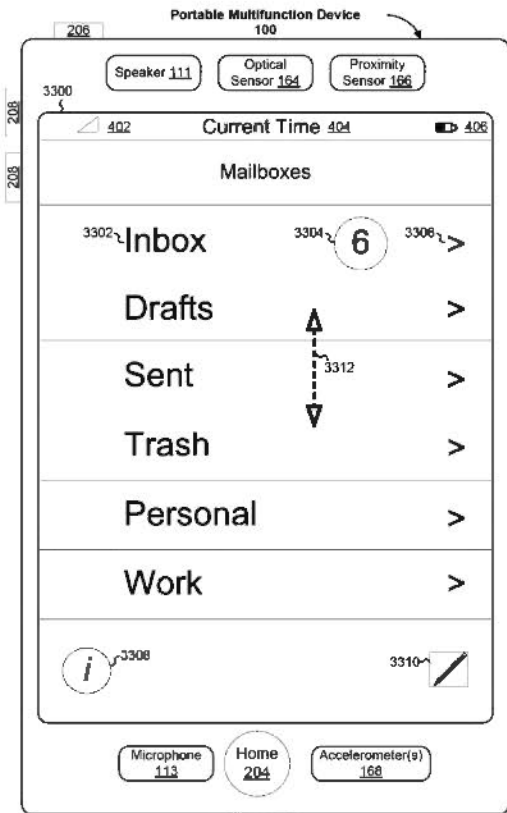 Portable Multifunction Device
206
100
Speaker 111
Optical
Sensor 164
Proximity
Sensor 166
208
3300
402
Current Time 404
406
208
Mailboxes
3302 Inbox
3304 6
3306 >
Drafts >
3312
Sent >
Trash >
Personal >
Work >
i 3308
3310
Microphone
113
Home
204
Accelerometer(s)
168